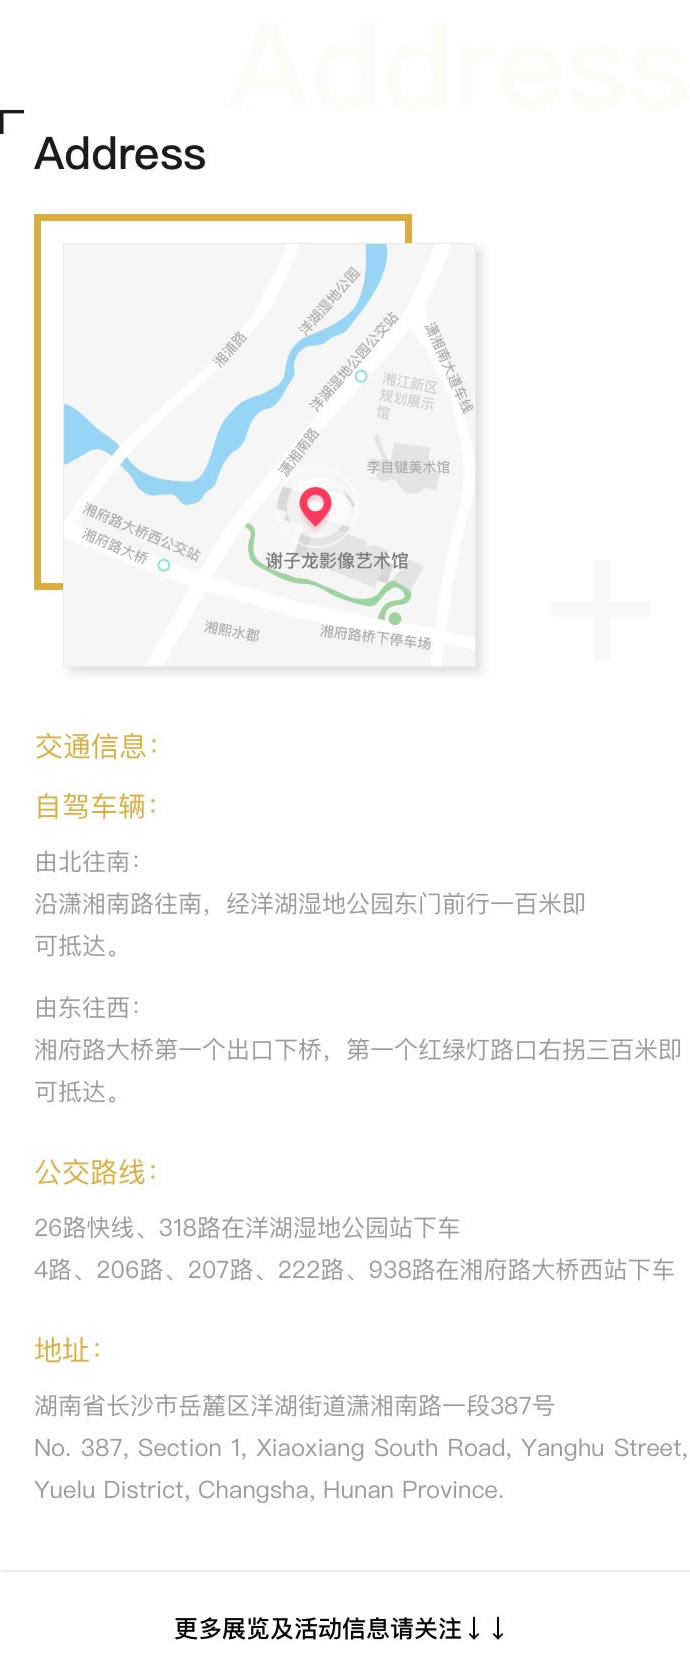 Address
Address
洋湖湿地公园
湘浦路
洋湖湿地公园公交站
潇湘南大道车线
湘江新区
规划展示
馆
潇湘南路
李自健美术馆
湘府路大桥西公交站
湘府路大桥
谢子龙影像艺术馆
湘熙水郡
湘府路桥下停车场
交通信息：
自驾车辆：
由北往南：
沿潇湘南路往南，经洋湖湿地公园东门前行一百米即
可抵达。
由东往西：
湘府路大桥第一个出口下桥，第一个红绿灯路口右拐三百米即
可抵达。
公交路线：
26路快线、318路在洋湖湿地公园站下车
4路、206路、207路、222路、938路在湘府路大桥西站下车
地址：
湖南省长沙市岳麓区洋湖街道潇湘南路一段387号
No. 387, Section 1, Xiaoxiang South Road, Yanghu Street,
Yuelu District, Changsha, Hunan Province.
更多展览及活动信息请关注↓↓